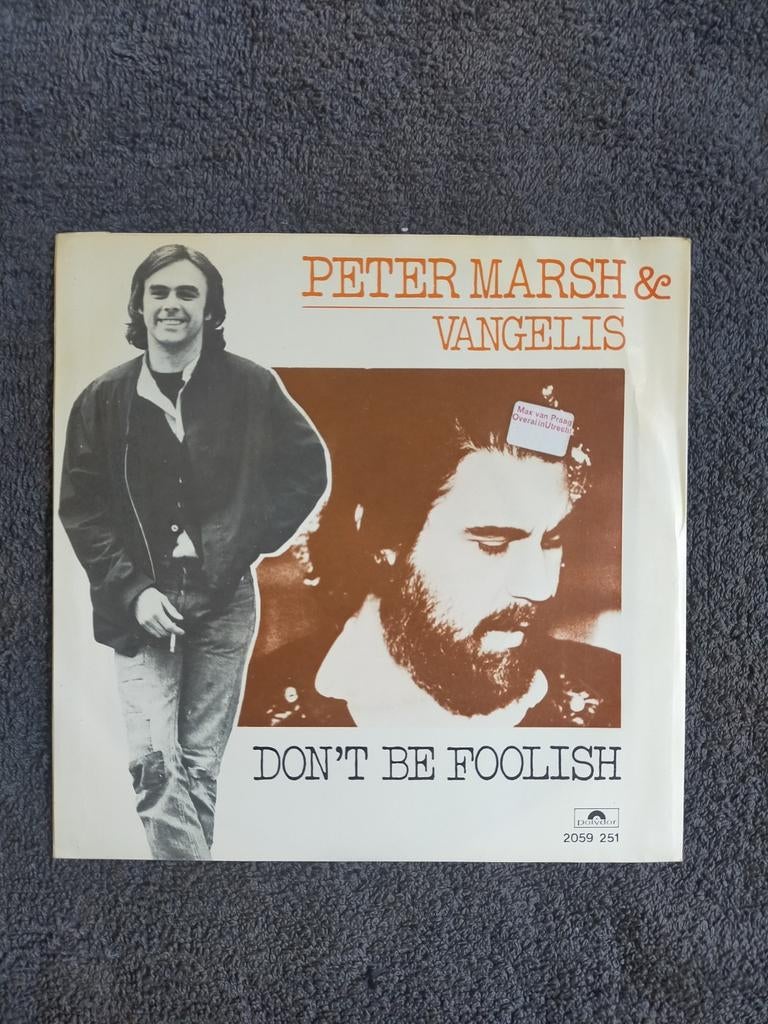 PETER MARSH &
VANGELIS
Max van Praag
Overal in Utrecht
DON'T BE FOOLISH
polydor
2059 251